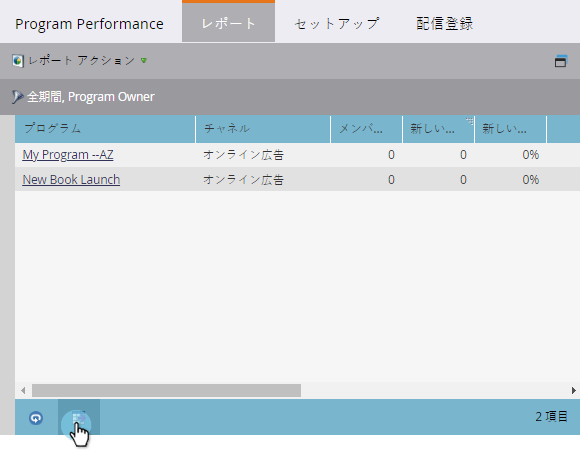 Program Performance レポート セットアップ 配信登録
レポート アクション
全期間, Program Owner
プログラム チャネル メンバ... 新しい... 新しい...
My Program --AZ オンライン広告 0 0 0%
New Book Launch オンライン広告 0 0 0%
2 項目